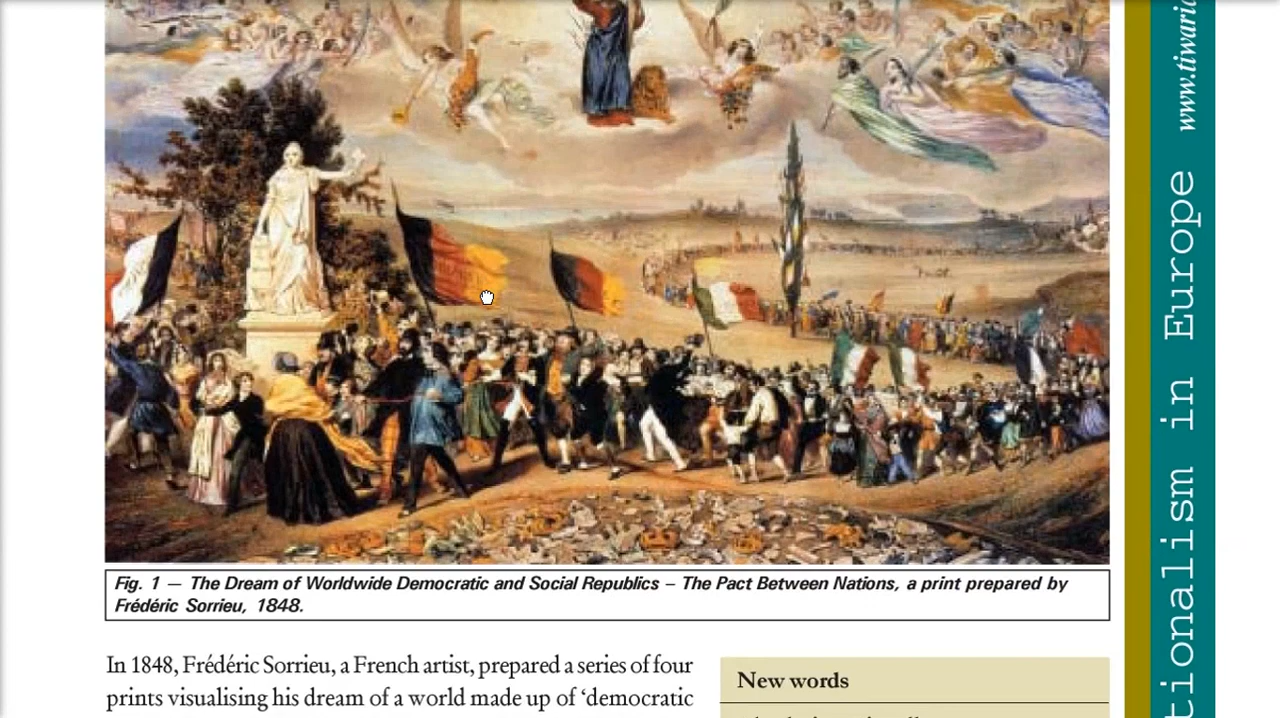 Fig. 1 — The Dream of Worldwide Democratic and Social Republics – The Pact Between Nations, a print prepared by
Frédéric Sorrieu, 1848.
In 1848, Frédéric Sorrieu, a French artist, prepared a series of four
prints visualising his dream of a world made up of ‘democratic
New words
tionalism in Europe
www.tiwari